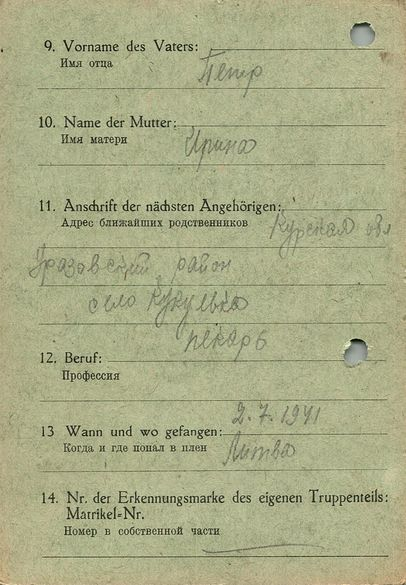 9. Vorname des Vaters:
Имя отца
Петр
10. Name der Mutter:
Имя матери
Ирина
11. Anschrift der nächsten Angehörigen:
Адрес ближайших родственников
Курская обл
Уразовский район
село Кукуевка
12. Beruf:
пекарь
Профессия
13 Wann und wo gefangen:
2.7.1941
Когда и где попал в плен
Литва
14. Nr. der Erkennungsmarke des eigenen Truppenteils:
Matrikel=Nr.
Номер в собственной части